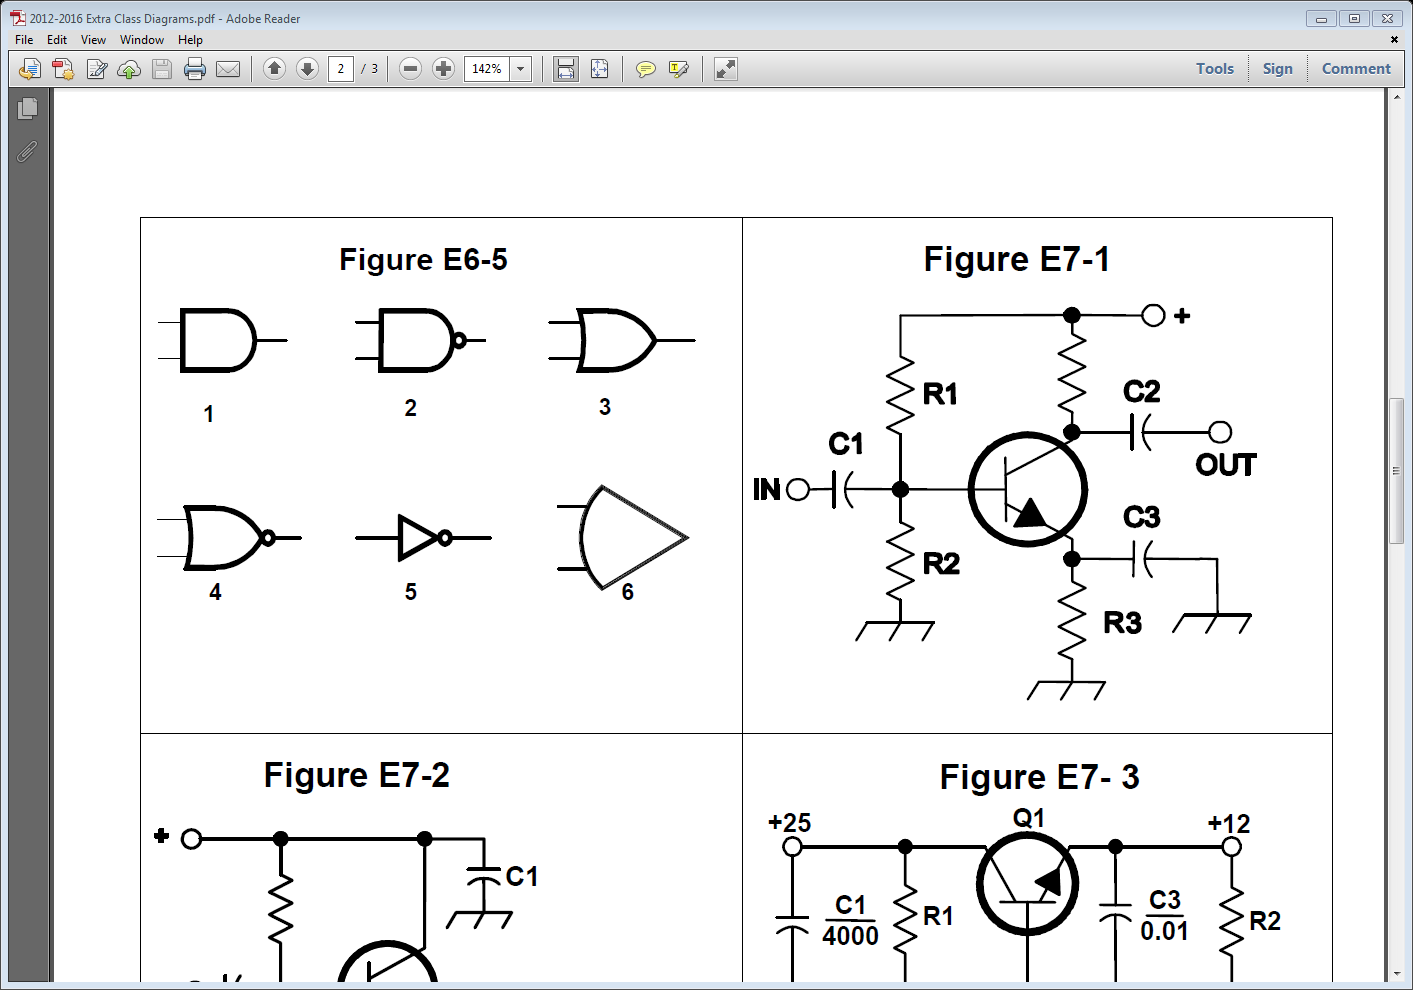 2012-2016 Extra Class Diagrams.pdf - Adobe Reader
File Edit View Window Help
2 / 3 142% Tools Sign Comment
Figure E6-5
1 2 3
4 5 6
Figure E7-1
+
R1
C2
C1
OUT
IN
C3
R2
R3
Figure E7-2
+
C1
Figure E7- 3
Q1
+25 +12
C1
4000
R1
C3
0.01
R2